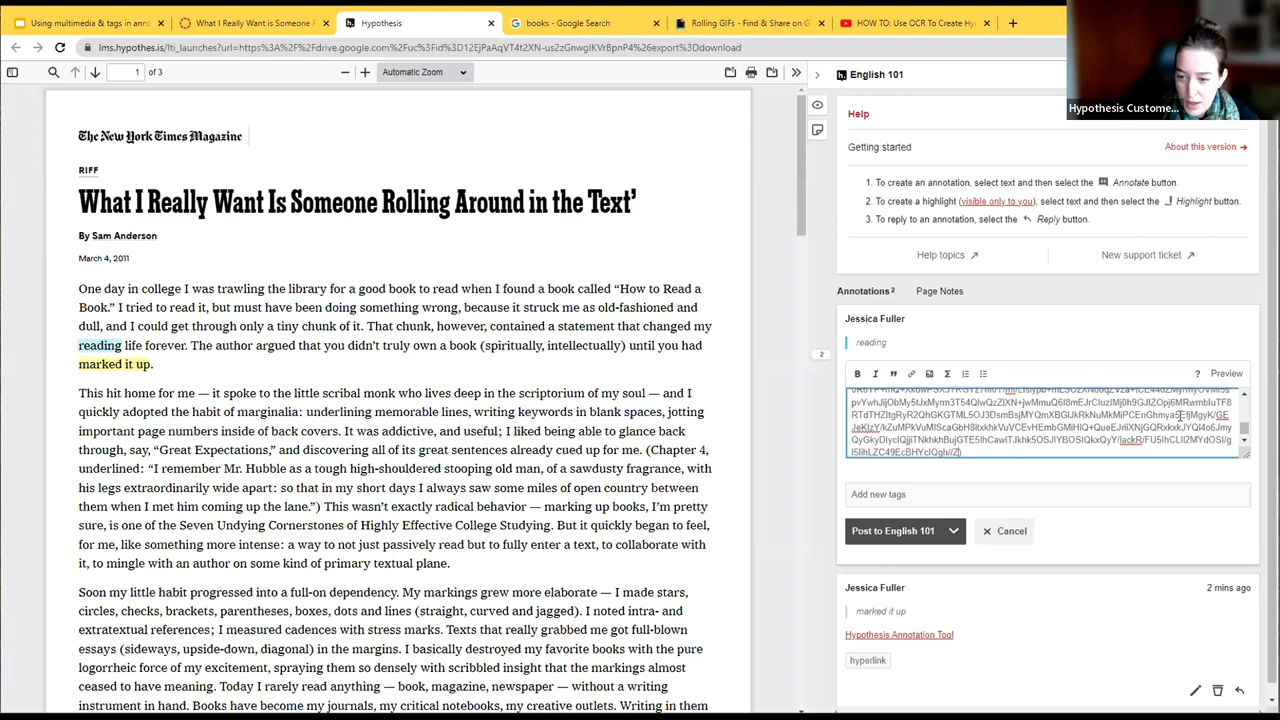 Using multimedia & tags in anno
What I Really Want is Someone F
Hypothesis
books - Google Search
Rolling GIFs - Find & Share on G
HOW TO: Use OCR To Create Hy
lms.hypothes.is/lti_launches?url=https%3A%2F%2Fdrive.google.com%2Fuc%3Fid%3D12EjPaAqVT4t2XN-us2zGnwgIKVrBpnP4%26export%3Ddownload
1 of 3
Automatic Zoom
English 101
Hypothesis Custome...
Help
Getting started
About this version
1. To create an annotation, select text and then select the Annotate button.
2. To create a highlight (visible only to you), select text and then select the Highlight button.
3. To reply to an annotation, select the Reply button.
Help topics
New support ticket
Annotations 2
Page Notes
Jessica Fuller
reading
Preview
Add new tags
Post to English 101
Cancel
Jessica Fuller
2 mins ago
marked it up
Hypothesis Annotation Tool
hyperlink
2
The New York Times Magazine
RIFF
What I Really Want Is Someone Rolling Around in the Text’
By Sam Anderson
March 4, 2011
One day in college I was trawling the library for a good book to read when I found a book called “How to Read a
Book.” I tried to read it, but must have been doing something wrong, because it struck me as old-fashioned and
dull, and I could get through only a tiny chunk of it. That chunk, however, contained a statement that changed my
reading life forever. The author argued that you didn’t truly own a book (spiritually, intellectually) until you had
marked it up.
This hit home for me — it spoke to the little scribal monk who lives deep in the scriptorium of my soul — and I
quickly adopted the habit of marginalia: underlining memorable lines, writing keywords in blank spaces, jotting
important page numbers inside of back covers. It was addictive, and useful; I liked being able to glance back
through, say, “Great Expectations,” and discovering all of its great sentences already cued up for me. (Chapter 4,
underlined: “I remember Mr. Hubble as a tough high-shouldered stooping old man, of a sawdusty fragrance, with
his legs extraordinarily wide apart: so that in my short days I always saw some miles of open country between
them when I met him coming up the lane.”) This wasn’t exactly radical behavior — marking up books, I’m pretty
sure, is one of the Seven Undying Cornerstones of Highly Effective College Studying. But it quickly began to feel,
for me, like something more intense: a way to not just passively read but to fully enter a text, to collaborate with
it, to mingle with an author on some kind of primary textual plane.
Soon my little habit progressed into a full-on dependency. My markings grew more elaborate — I made stars,
circles, checks, brackets, parentheses, boxes, dots and lines (straight, curved and jagged). I noted intra- and
extratextual references; I measured cadences with stress marks. Texts that really grabbed me got full-blown
essays (sideways, upside-down, diagonal) in the margins. I basically destroyed my favorite books with the pure
logorrheic force of my excitement, spraying them so densely with scribbled insight that the markings almost
ceased to have meaning. Today I rarely read anything — book, magazine, newspaper — without a writing
instrument in hand. Books have become my journals, my critical notebooks, my creative outlets. Writing in them